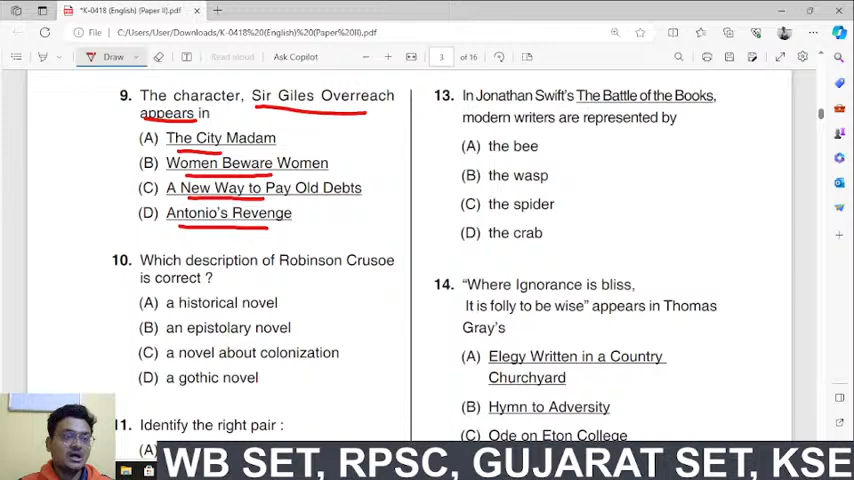 *K-0418 (English) (Paper II).pdf
File
C:/Users/User/Downloads/K-0418%20(English)%20(Paper%20II).pdf
Draw
Read aloud
Ask Copilot
3
of 16
9. The character, Sir Giles Overreach
appears in
(A) The City Madam
(B) Women Beware Women
(C) A New Way to Pay Old Debts
(D) Antonio's Revenge
10. Which description of Robinson Crusoe
is correct ?
(A) a historical novel
(B) an epistolary novel
(C) a novel about colonization
(D) a gothic novel
11. Identify the right pair :
(A)
13. In Jonathan Swift's The Battle of the Books,
modern writers are represented by
(A) the bee
(B) the wasp
(C) the spider
(D) the crab
14. "Where Ignorance is bliss,
It is folly to be wise" appears in Thomas
Gray's
(A) Elegy Written in a Country
Churchyard
(B) Hymn to Adversity
(C) Ode on Eton College
WB SET, RPSC, GUJARAT SET, KSE